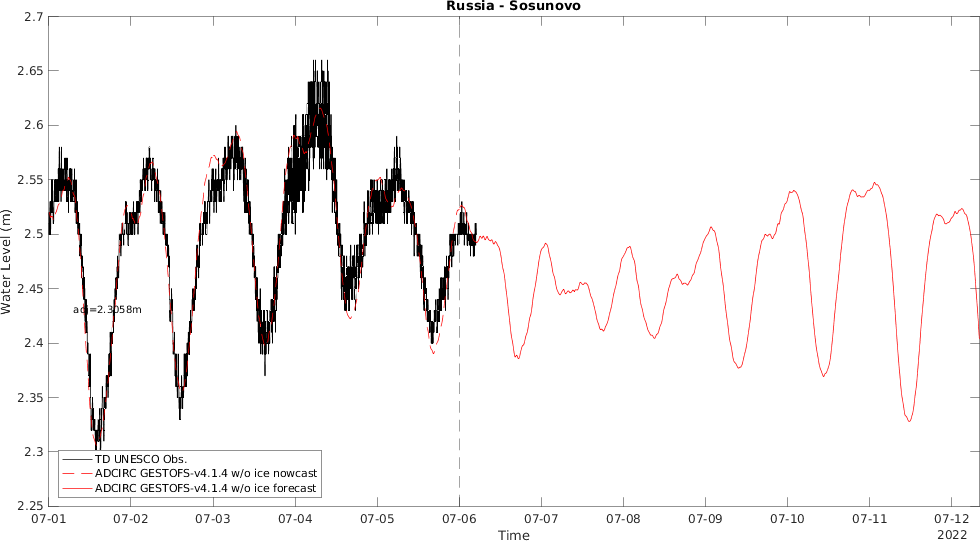 Russia - Sosunovo
2.7
2.65
2.6
2.55
2.5
2.45
2.4
2.35
2.3
2.25
Water Level (m)
adj=2.3058m
TD UNESCO Obs.
ADCIRC GESTOFS-v4.1.4 w/o ice nowcast
ADCIRC GESTOFS-v4.1.4 w/o ice forecast
07-01 07-02 07-03 07-04 07-05 07-06 07-07 07-08 07-09 07-10 07-11 07-12
Time
2022